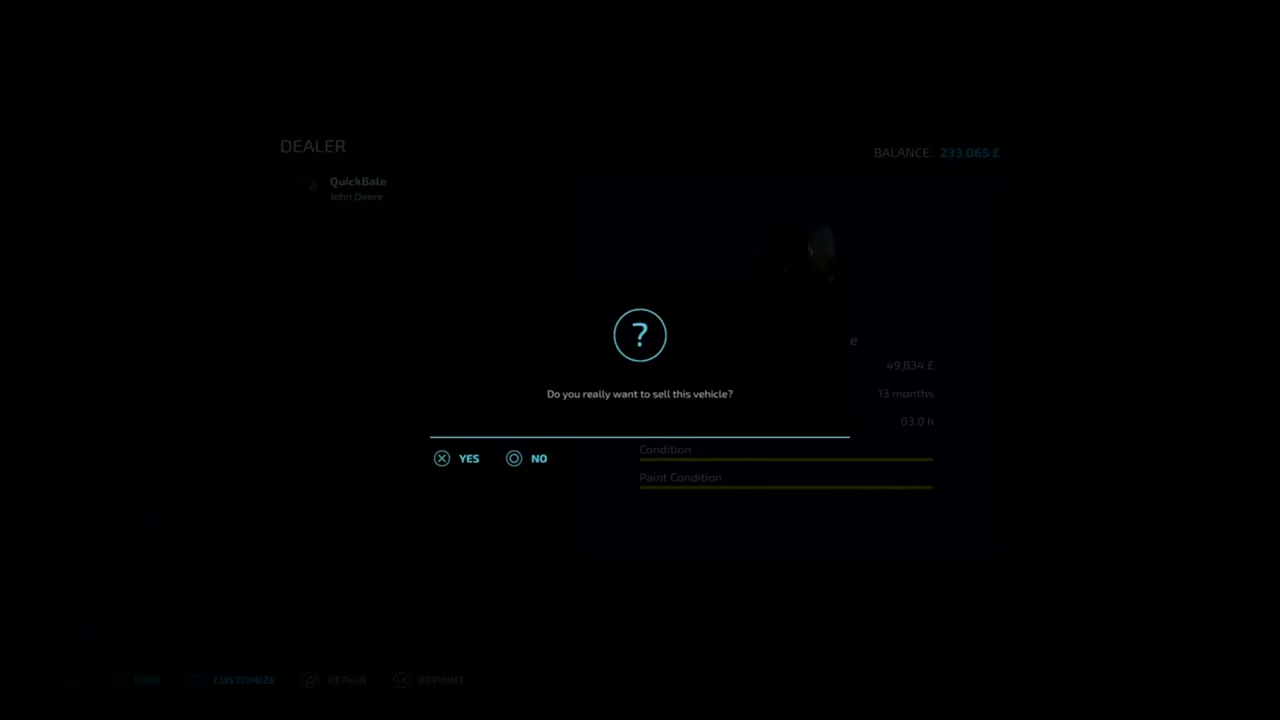 DEALER
BALANCE: 233 065 £
QuickBale
John Deere
?
e
49,834 £
Do you really want to sell this vehicle?
13 months
03.0 h
Condition
YES NO
Paint Condition
BACK CUSTOMIZE REPAIR REPAINT